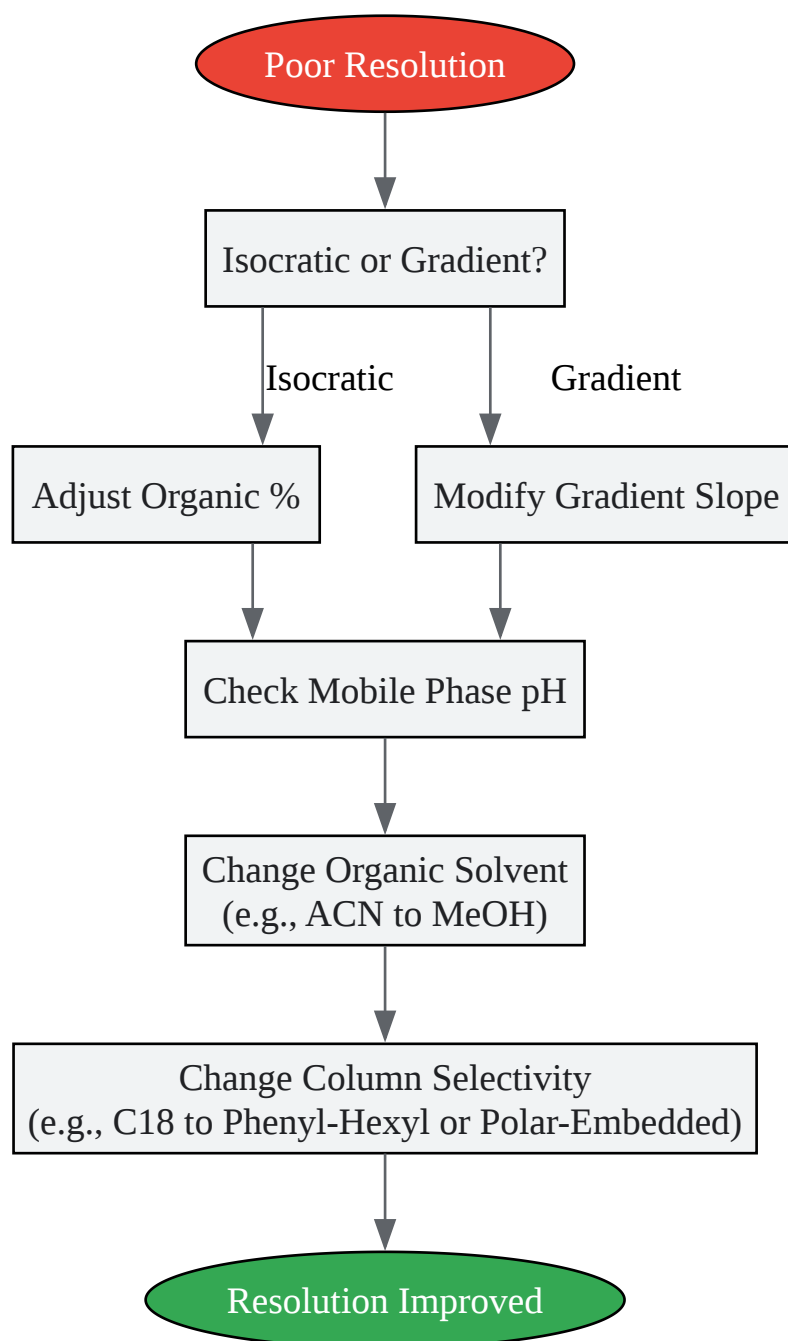 Poor Resolution
Isocratic or Gradient?
Isocratic
Gradient
Adjust Organic %
Modify Gradient Slope
Check Mobile Phase pH
Change Organic Solvent
(e.g., ACN to MeOH)
Change Column Selectivity
(e.g., C18 to Phenyl-Hexyl or Polar-Embedded)
Resolution Improved